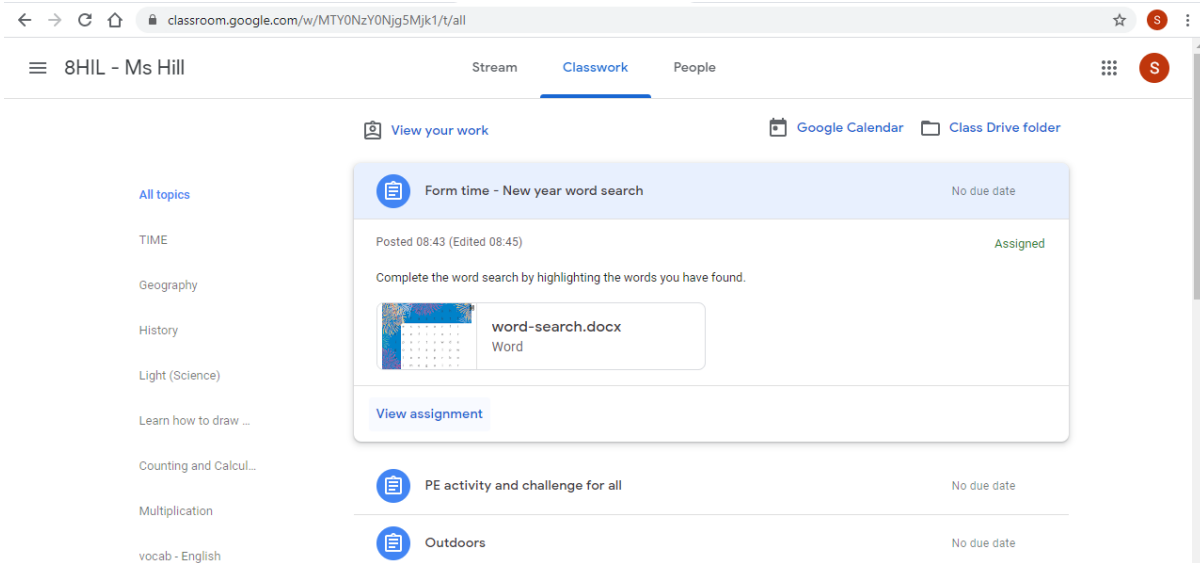 classroom.google.com/w/MTY0NzY0Njg5Mjk1/t/all
S
8HIL - Ms Hill
Stream
Classwork
People
S
View your work
Google Calendar
Class Drive folder
All topics
TIME
Geography
History
Light (Science)
Learn how to draw ...
Counting and Calcul...
Multiplication
vocab - English
Form time - New year word search
No due date
Posted 08:43 (Edited 08:45)
Assigned
Complete the word search by highlighting the words you have found.
word-search.docx
Word
View assignment
PE activity and challenge for all
No due date
Outdoors
No due date